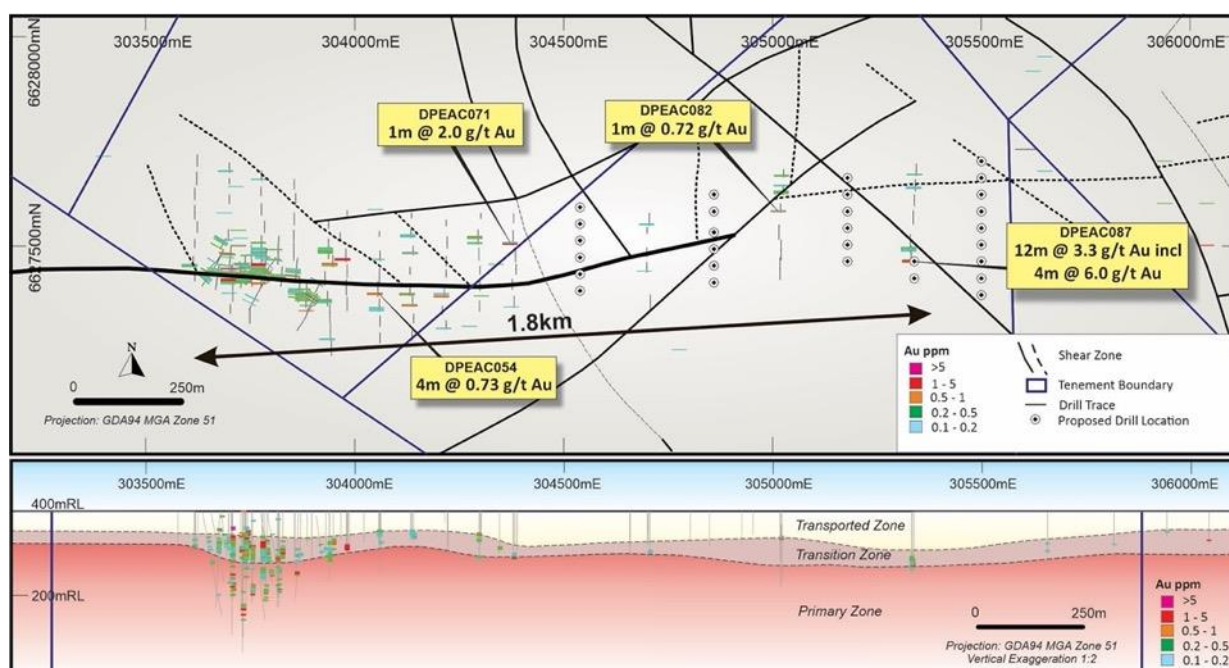 303500mE 304000mE 304500mE 305000mE 305500mE 306000mE
6628000mN
6627500mN
DPEAC071
1m @ 2.0 g/t Au
DPEAC082
1m @ 0.72 g/t Au
DPEAC087
12m @ 3.3 g/t Au incl
4m @ 6.0 g/t Au
1.8km
DPEAC054
4m @ 0.73 g/t Au
N
0 250m
Projection: GDA94 MGA Zone 51
Au ppm
>5
1 - 5
0.5 - 1
0.2 - 0.5
0.1 - 0.2
Shear Zone
Tenement Boundary
Drill Trace
Proposed Drill Location
303500mE 304000mE 304500mE 305000mE 305500mE 306000mE
400mRL
Transported Zone
Transition Zone
200mRL
Primary Zone
0 250m
Projection: GDA94 MGA Zone 51
Vertical Exaggeration 1:2
Au ppm
>5
1 - 5
0.5 - 1
0.2 - 0.5
0.1 - 0.2